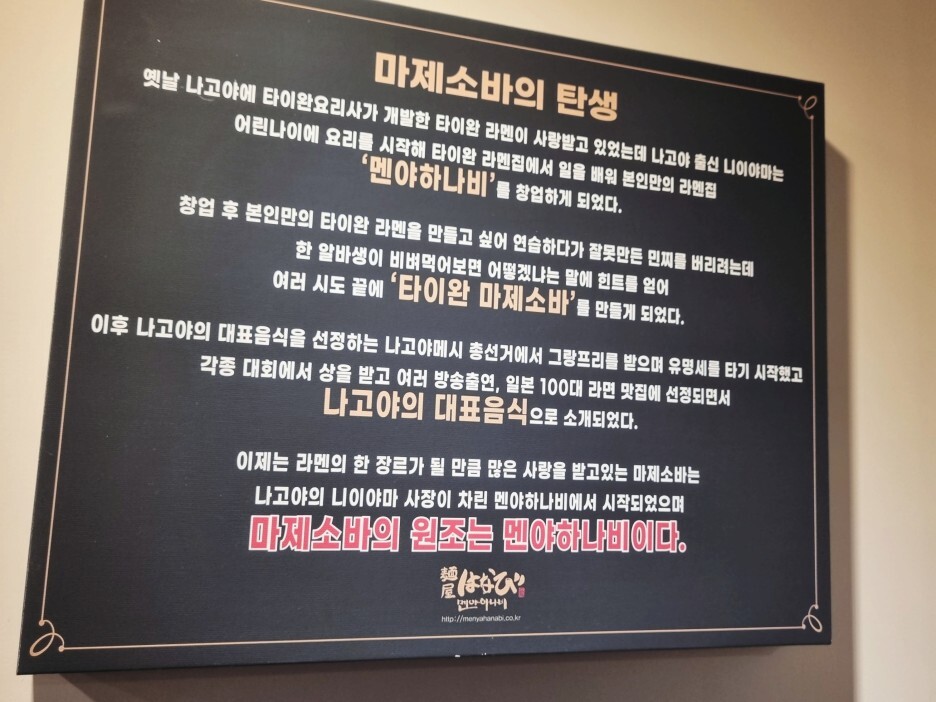 마제소바의 탄생
옛날 나고야에 타이완요리사가 개발한 타이완 라멘이 사랑받고 있었는데 나고야 출신 니이야마는
어린나이에 요리를 시작해 타이완 라멘집에서 일을 배워 본인만의 라멘집
‘멘야하나비’를 창업하게 되었다.
창업 후 본인만의 타이완 라멘을 만들고 싶어 연습하다가 잘못만든 민찌를 버리려는데
한 알바생이 비벼먹어보면 어떻겠냐는 말에 힌트를 얻어
여러 시도 끝에 ‘타이완 마제소바’를 만들게 되었다.
이후 나고야의 대표음식을 선정하는 나고야메시 총선거에서 그랑프리를 받으며 유명세를 타기 시작했고
각종 대회에서 상을 받고 여러 방송출연, 일본 100대 라면 맛집에 선정되면서
나고야의 대표음식으로 소개되었다.
이제는 라멘의 한 장르가 될 만큼 많은 사랑을 받고있는 마제소바는
나고야의 니이야마 사장이 차린 멘야하나비에서 시작되었으며
마제소바의 원조는 멘야하나비이다.
麺屋 はなび
멘야하나비
http://menyahanabi.co.kr